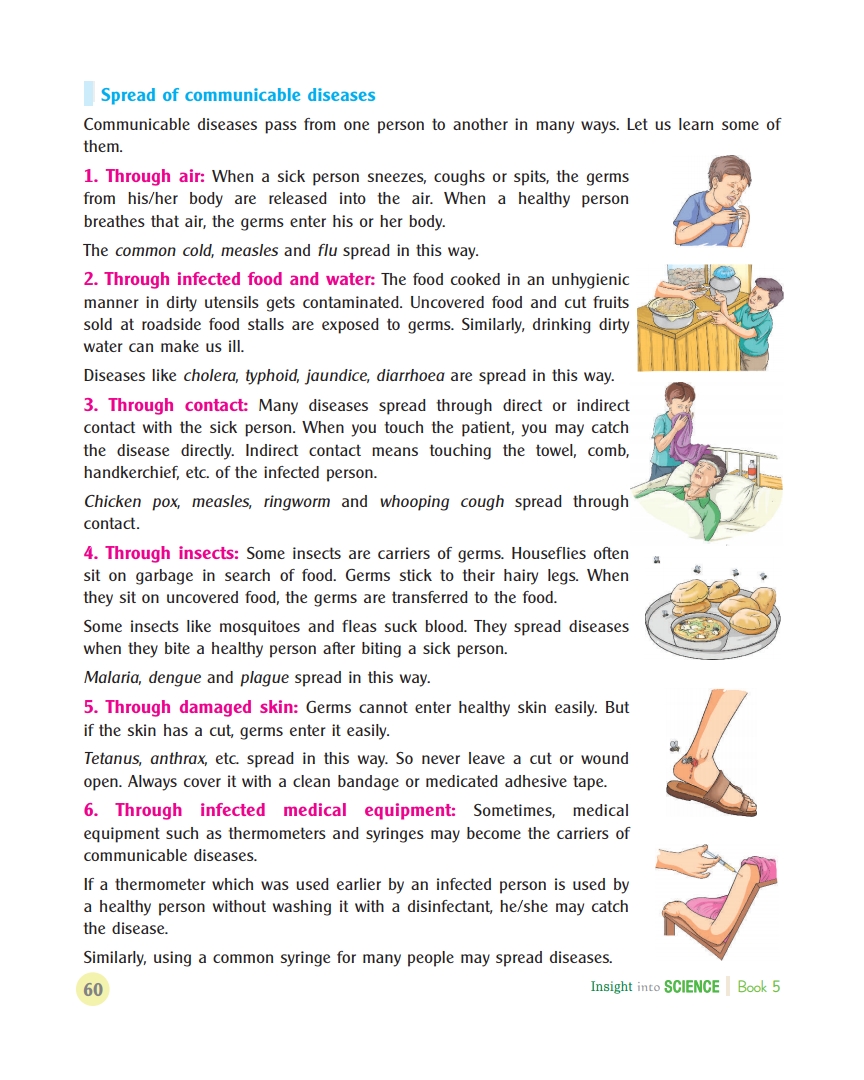 Spread of communicable diseases
Communicable diseases pass from one person to another in many ways. Let us learn some of
them.
1. Through air: When a sick person sneezes, coughs or spits, the germs
from his/her body are released into the air. When a healthy person
breathes that air, the germs enter his or her body.
The common cold, measles and flu spread in this way.
2. Through infected food and water: The food cooked in an unhygienic
manner in dirty utensils gets contaminated. Uncovered food and cut fruits
sold at roadside food stalls are exposed to germs. Similarly, drinking dirty
water can make us ill.
Diseases like cholera, typhoid, jaundice, diarrhoea are spread in this way.
3. Through contact: Many diseases spread through direct or indirect
contact with the sick person. When you touch the patient, you may catch
the disease directly. Indirect contact means touching the towel, comb,
handkerchief, etc. of the infected person.
Chicken pox, measles, ringworm and whooping cough spread through
contact.
4. Through insects: Some insects are carriers of germs. Houseflies often
sit on garbage in search of food. Germs stick to their hairy legs. When
they sit on uncovered food, the germs are transferred to the food.
Some insects like mosquitoes and fleas suck blood. They spread diseases
when they bite a healthy person after biting a sick person.
Malaria, dengue and plague spread in this way.
5. Through damaged skin: Germs cannot enter healthy skin easily. But
if the skin has a cut, germs enter it easily.
Tetanus, anthrax, etc. spread in this way. So never leave a cut or wound
open. Always cover it with a clean bandage or medicated adhesive tape.
6. Through infected medical equipment: Sometimes, medical
equipment such as thermometers and syringes may become the carriers of
communicable diseases.
If a thermometer which was used earlier by an infected person is used by
a healthy person without washing it with a disinfectant, he/she may catch
the disease.
Similarly, using a common syringe for many people may spread diseases.
60
Insight into SCIENCE Book 5